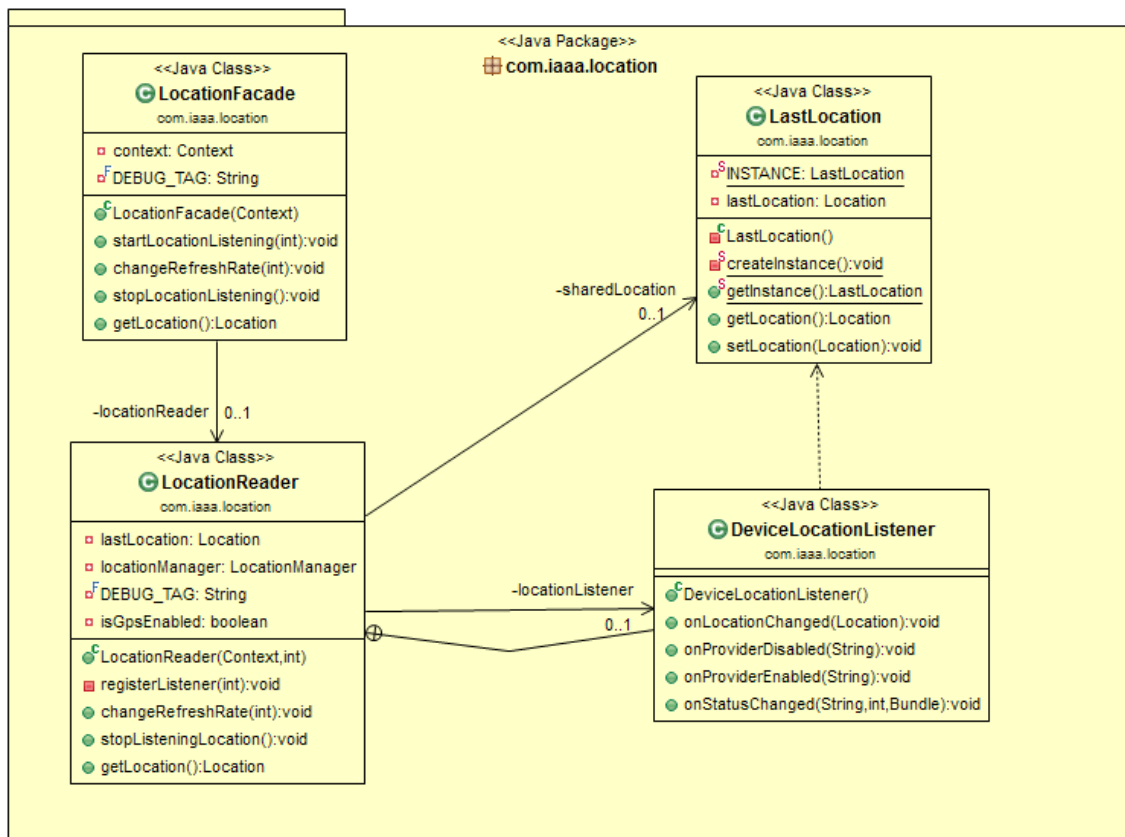 <<Java Package>>
com.iaaa.location
<<Java Class>>
LocationFacade
com.iaaa.location
context: Context
F DEBUG_TAG: String
C LocationFacade(Context)
startLocationListening(int):void
changeRefreshRate(int):void
stopLocationListening():void
getLocation():Location
<<Java Class>>
C LastLocation
com.iaaa.location
S INSTANCE: LastLocation
lastLocation: Location
C LastLocation()
S createInstance():void
S getInstance():LastLocation
getLocation():Location
setLocation(Location):void
-sharedLocation
0..1
-locationReader 0..1
<<Java Class>>
C LocationReader
com.iaaa.location
lastLocation: Location
locationManager: LocationManager
F DEBUG_TAG: String
isGpsEnabled: boolean
C LocationReader(Context,int)
registerListener(int):void
changeRefreshRate(int):void
stopListeningLocation():void
getLocation():Location
-locationListener
0..1
<<Java Class>>
C DeviceLocationListener
com.iaaa.location
C DeviceLocationListener()
onLocationChanged(Location):void
onProviderDisabled(String):void
onProviderEnabled(String):void
onStatusChanged(String,int,Bundle):void